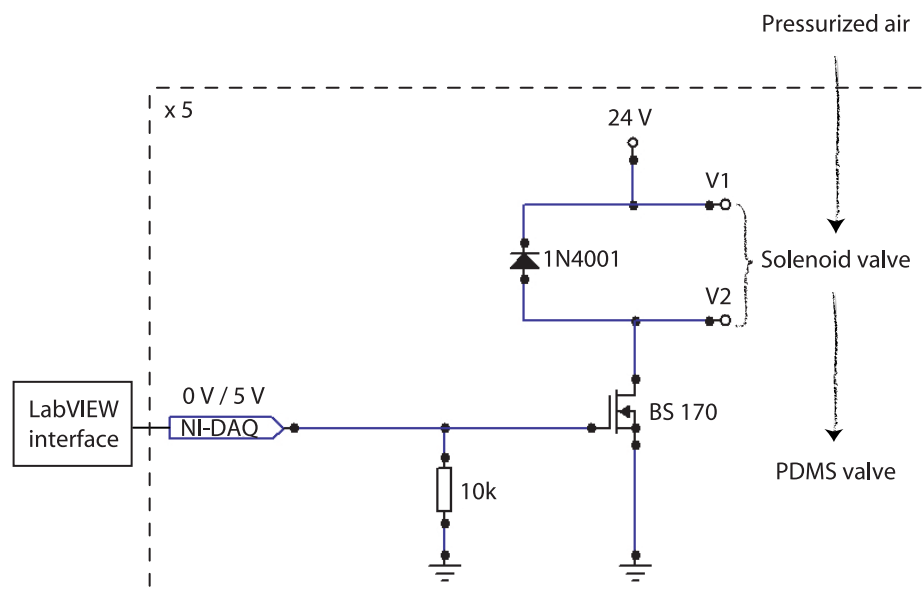 Pressurized air
x 5
24 V
V1
1N4001
Solenoid valve
V2
0 V / 5 V
BS 170
LabVIEW
interface
NI-DAQ
PDMS valve
10k